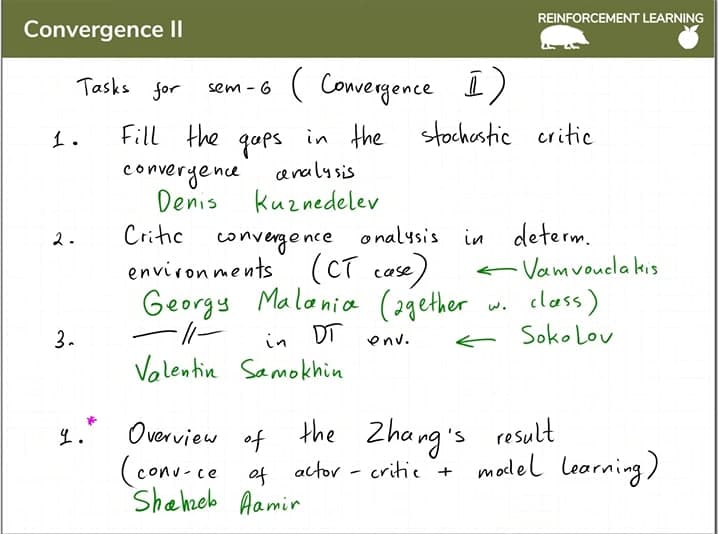 Convergence II
REINFORCEMENT LEARNING
Tasks for sem-6 (Convergence II)
1. Fill the gaps in the stochastic critic
convergence analysis
Denis Kuznedelev
2. Critic convergence analysis in determ.
environments (CT case) ← Vamvoudakis
Georgy Malania (together w. class)
3. —//— in DT env. ← Sokolov
Valentin Samokhin
4.* Overview of the Zhang's result
(conv-ce of actor-critic + model learning)
Shahzeb Aamir